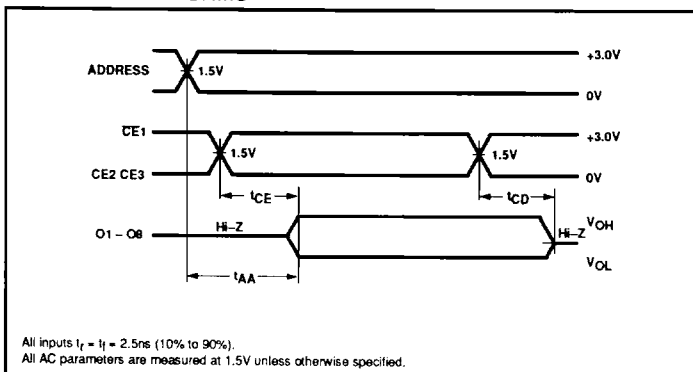 ADDRESS 1.5V +3.0V
0V
CE1 +3.0V
1.5V 1.5V
CE2 CE3 0V
tCE tCD
O1 – O8 Hi–Z Hi–Z VOH
VOL
tAA
All inputs tr = tf = 2.5ns (10% to 90%).
All AC parameters are measured at 1.5V unless otherwise specified.